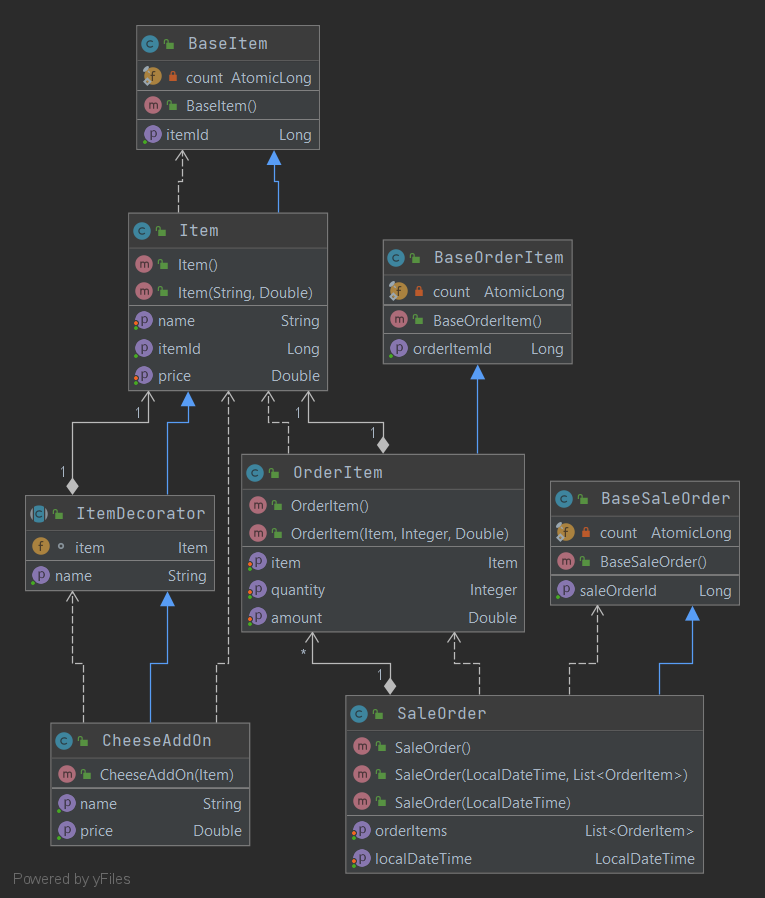 BaseItem
count AtomicLong
BaseItem()
itemId Long
Item
Item()
Item(String, Double)
name String
itemId Long
price Double
BaseOrderItem
count AtomicLong
BaseOrderItem()
orderItemId Long
1
1
1
1
OrderItem
OrderItem()
OrderItem(Item, Integer, Double)
item Item
quantity Integer
amount Double
ItemDecorator
item Item
name String
BaseSaleOrder
count AtomicLong
BaseSaleOrder()
saleOrderId Long
*
1
CheeseAddOn
CheeseAddOn(Item)
name String
price Double
SaleOrder
SaleOrder()
SaleOrder(LocalDateTime, List<OrderItem>)
SaleOrder(LocalDateTime)
orderItems List<OrderItem>
localDateTime LocalDateTime
Powered by yFiles